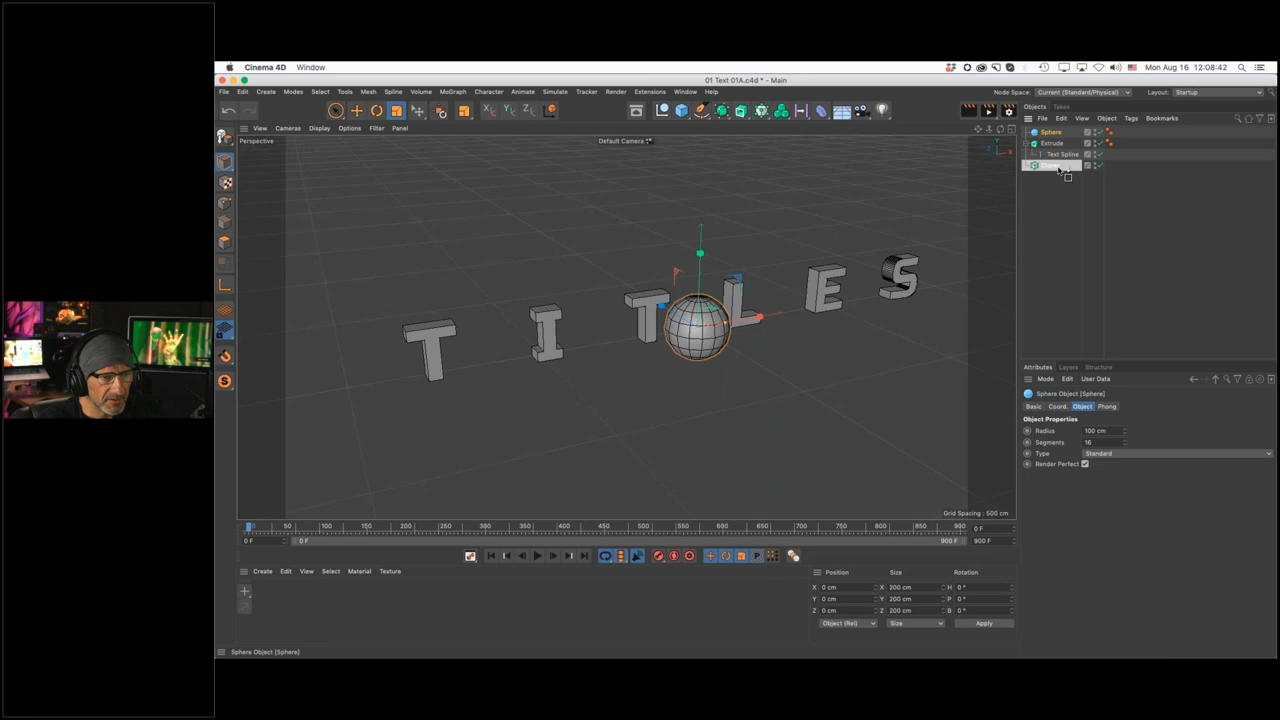 Cinema 4D Window
Mon Aug 16 12:08:42
01 Text 01A.c4d * - Main
File Edit Create Modes Select Tools Mesh Spline Volume MoGraph Character Animate Simulate Tracker Render Extensions Window Help
Node Space: Current (Standard/Physical) Layout: Startup
Objects Takes
File Edit View Object Tags Bookmarks
View Cameras Display Options Filter Panel
Perspective
Default Camera
Sphere
Extrude
Text Spline
TITLES
Grid Spacing : 500 cm
Attributes Layers Structure
Mode Edit User Data
Sphere Object [Sphere]
Basic Coord. Object Phong
Object Properties
Radius 100 cm
Segments 16
Type Standard
Render Perfect
0 50 100 150 200 250 300 350 400 450 500 550 600 650 700 750 800 850 900 0 F
0 F 0 F 900 F 900 F
Create Edit View Select Material Texture
Position Size Rotation
X 0 cm X 200 cm H 0 °
Y 0 cm Y 200 cm P 0 °
Z 0 cm Z 200 cm B 0 °
Object (Rel) Size Apply
Sphere Object [Sphere]